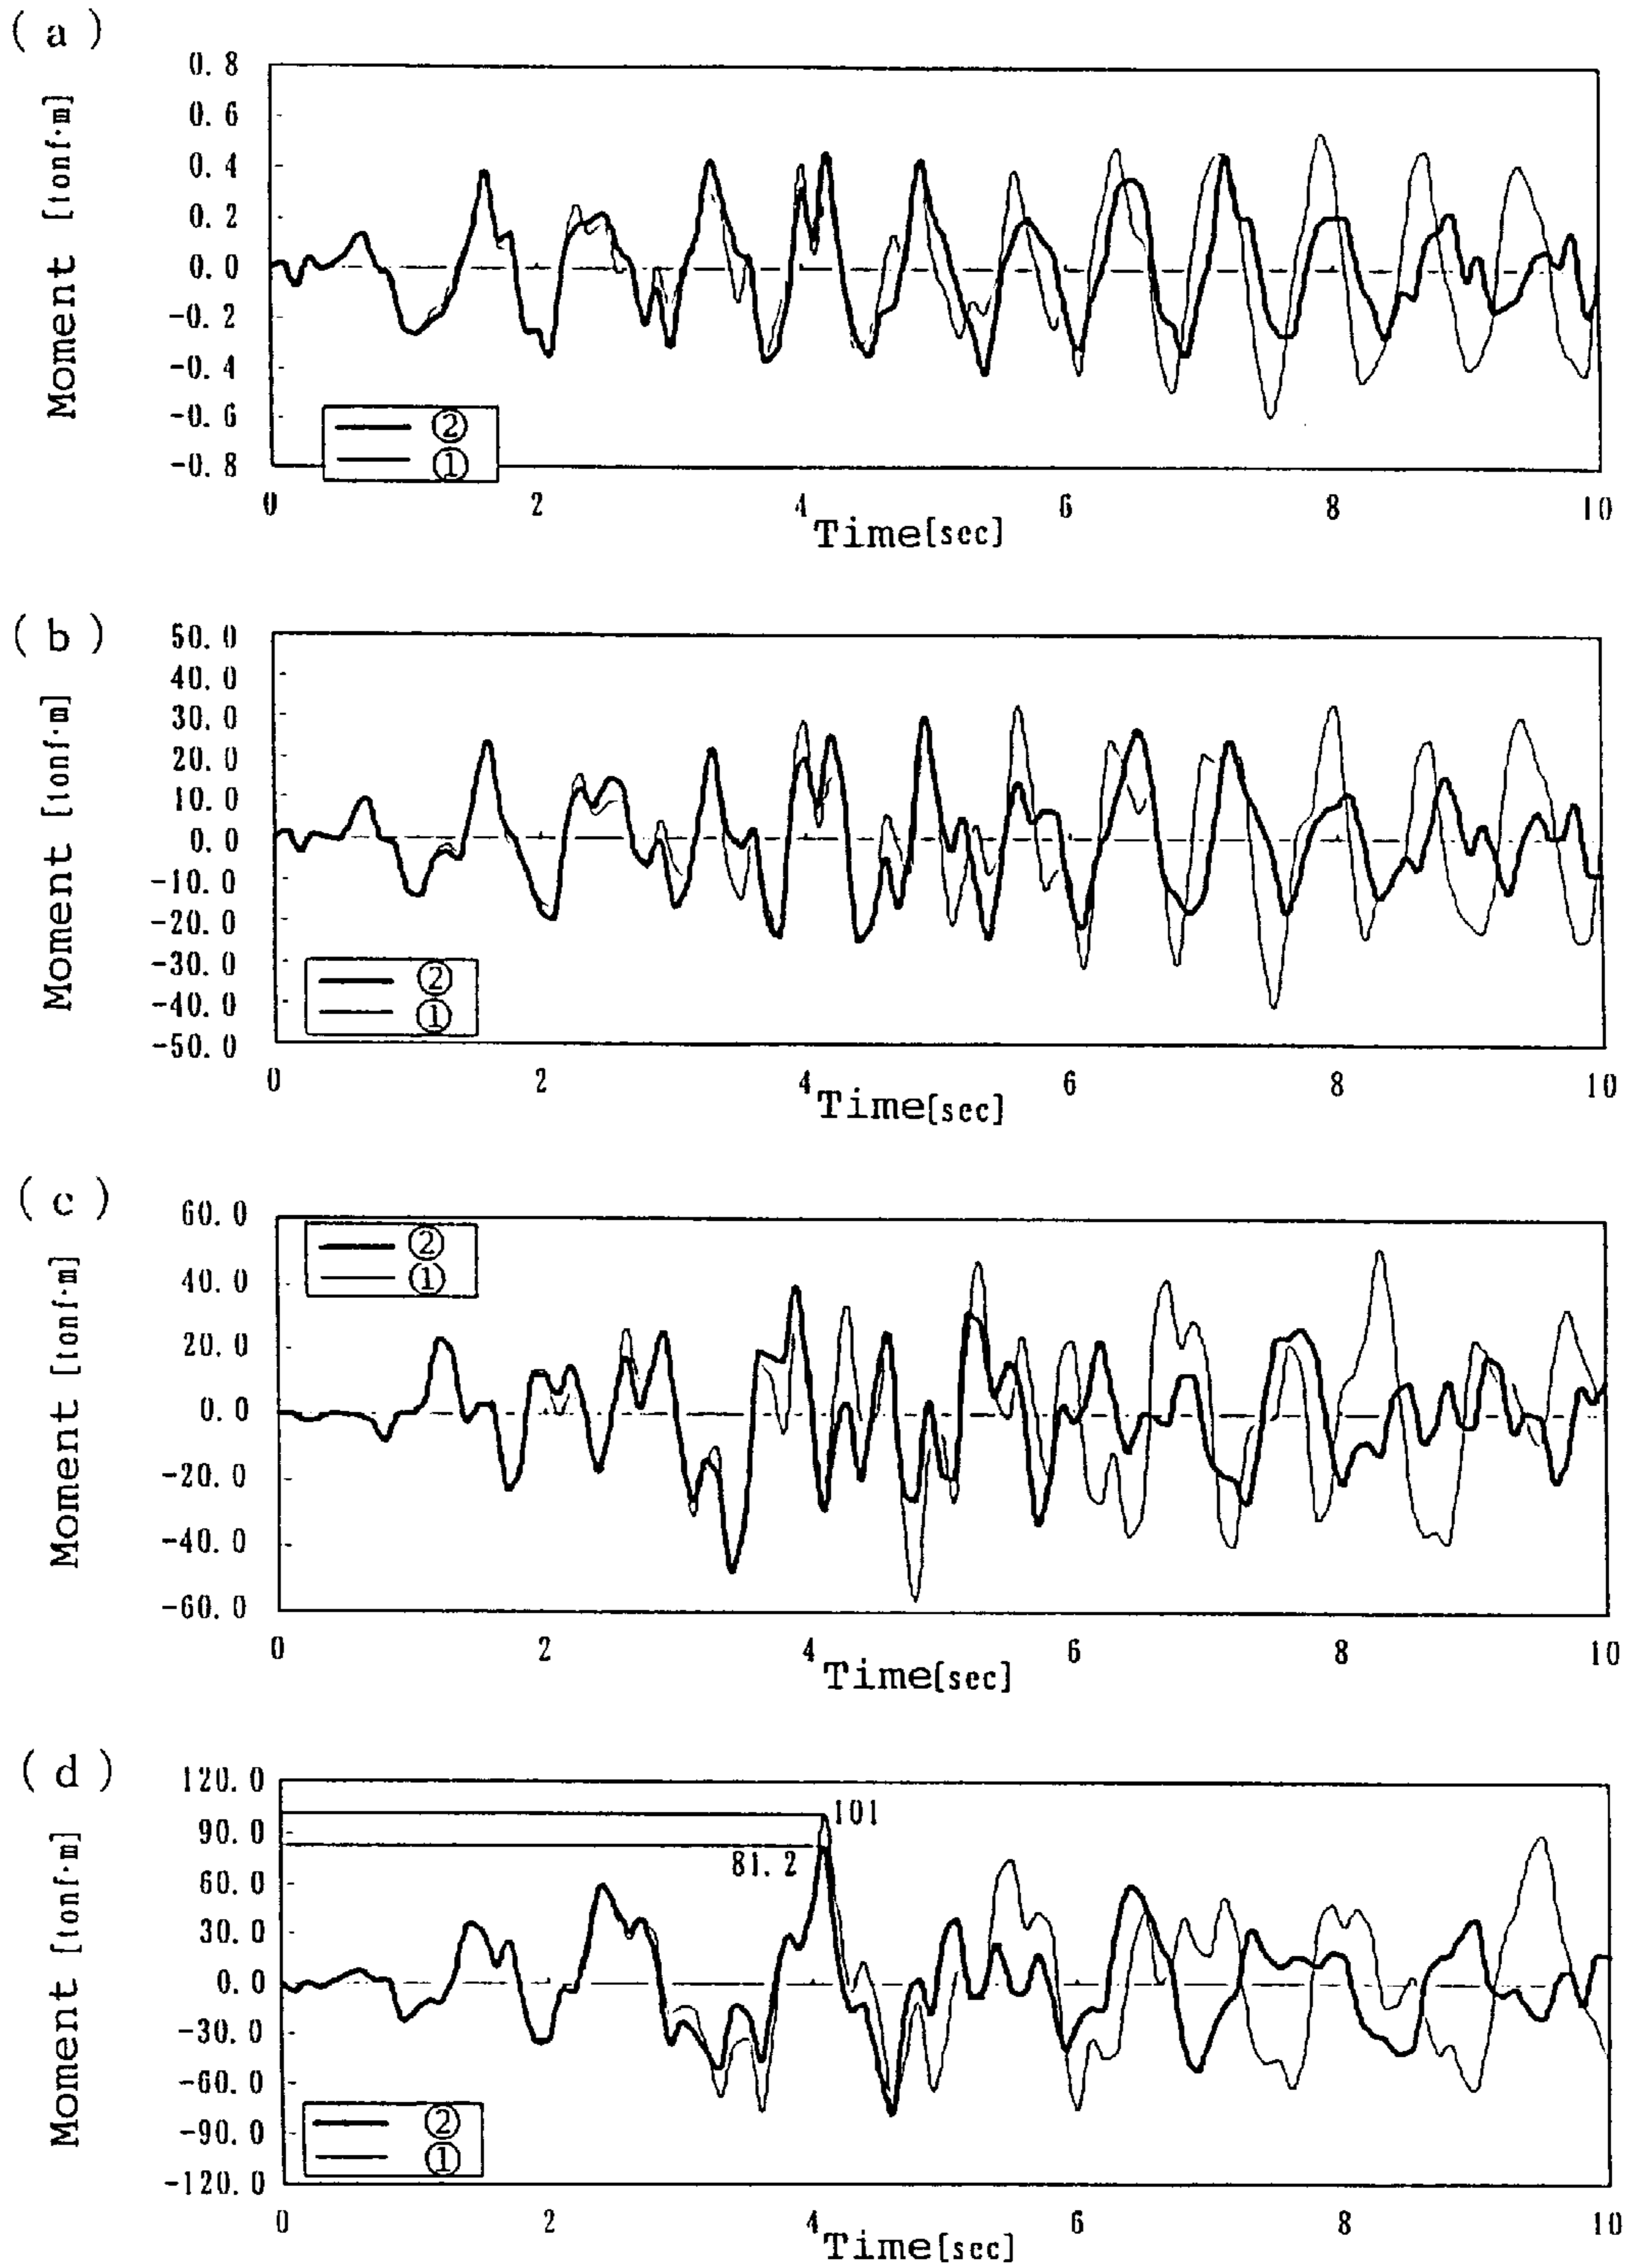 ( a )
Moment [tonf·m]
0.8
0.6
0.4
0.2
0.0
-0.2
-0.4
-0.6
-0.8
②
①
0 2 4 6 8 10
Time[sec]
( b )
Moment [tonf·m]
50.0
40.0
30.0
20.0
10.0
0.0
-10.0
-20.0
-30.0
-40.0
-50.0
②
①
0 2 4 6 8 10
Time[sec]
( c )
Moment [tonf·m]
60.0
40.0
20.0
0.0
-20.0
-40.0
-60.0
②
①
0 2 4 6 8 10
Time[sec]
( d )
Moment [tonf·m]
120.0
90.0
60.0
30.0
0.0
-30.0
-60.0
-90.0
-120.0
101
81.2
②
①
0 2 4 6 8 10
Time[sec]